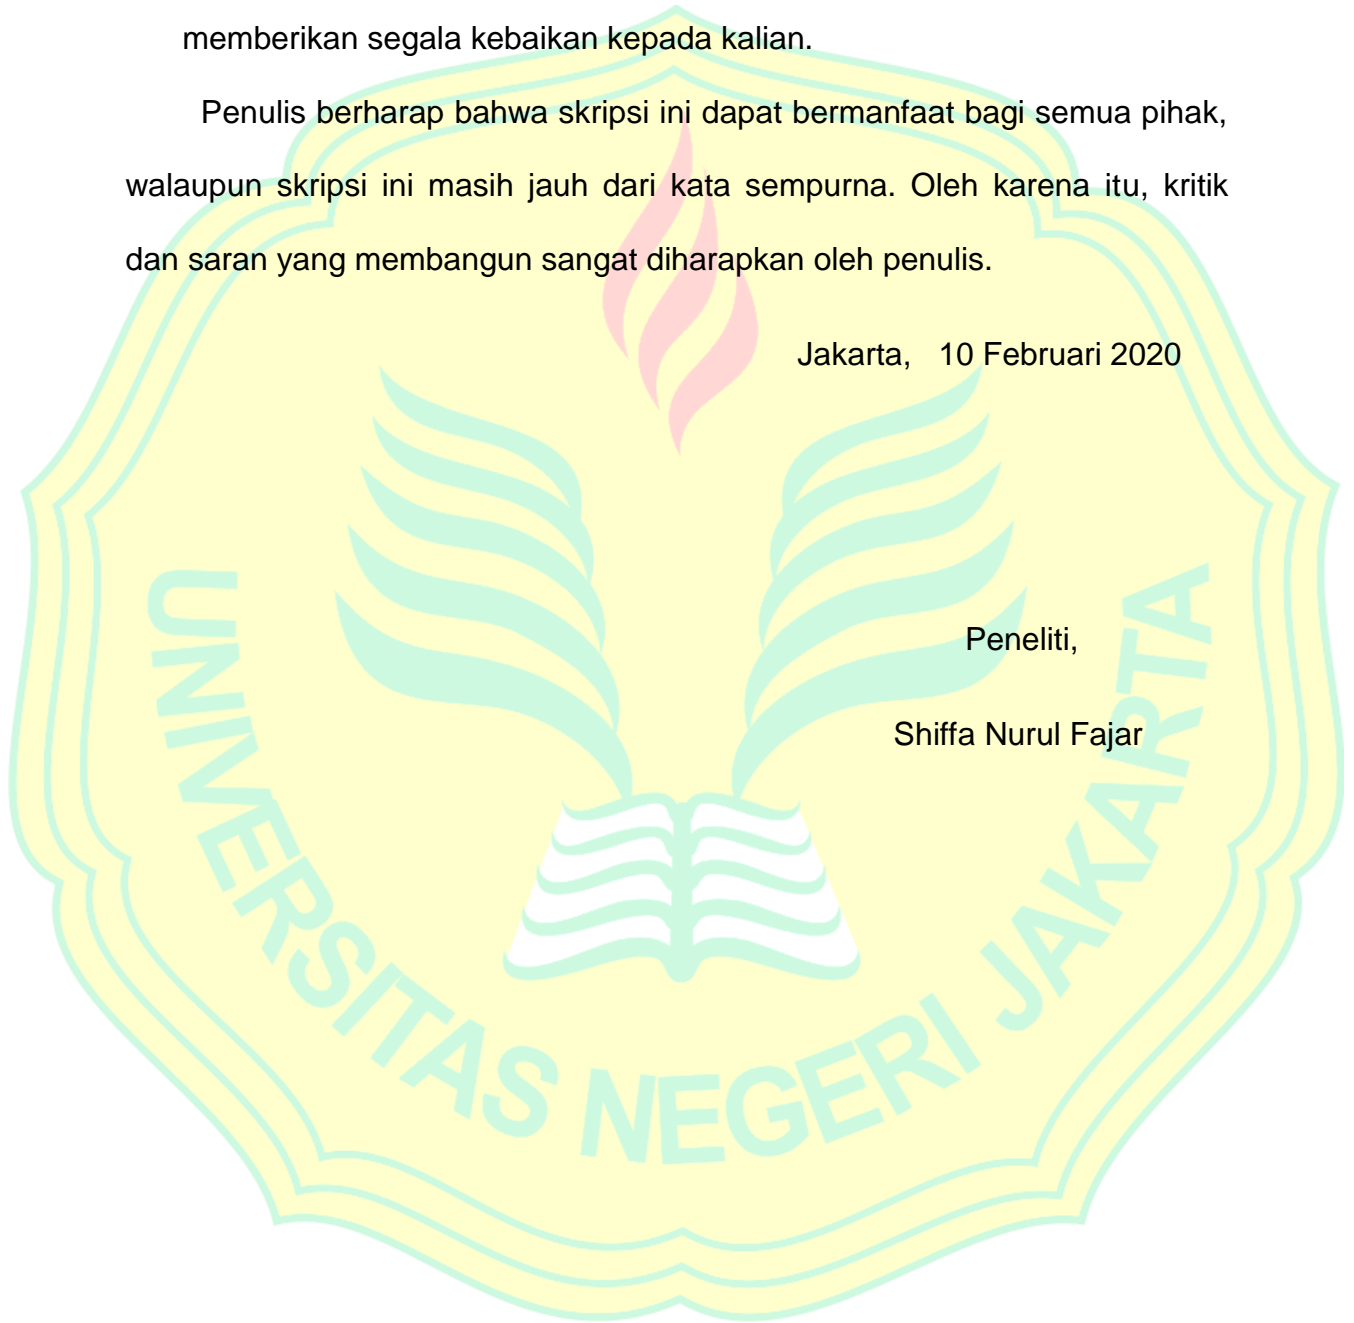 memberikan segala kebaikan kepada kalian.
Penulis berharap bahwa skripsi ini dapat bermanfaat bagi semua pihak,
walaupun skripsi ini masih jauh dari kata sempurna. Oleh karena itu, kritik
dan saran yang membangun sangat diharapkan oleh penulis.
Jakarta, 10 Februari 2020
Peneliti,
Shiffa Nurul Fajar
UNIVERSITAS NEGERI JAKARTA